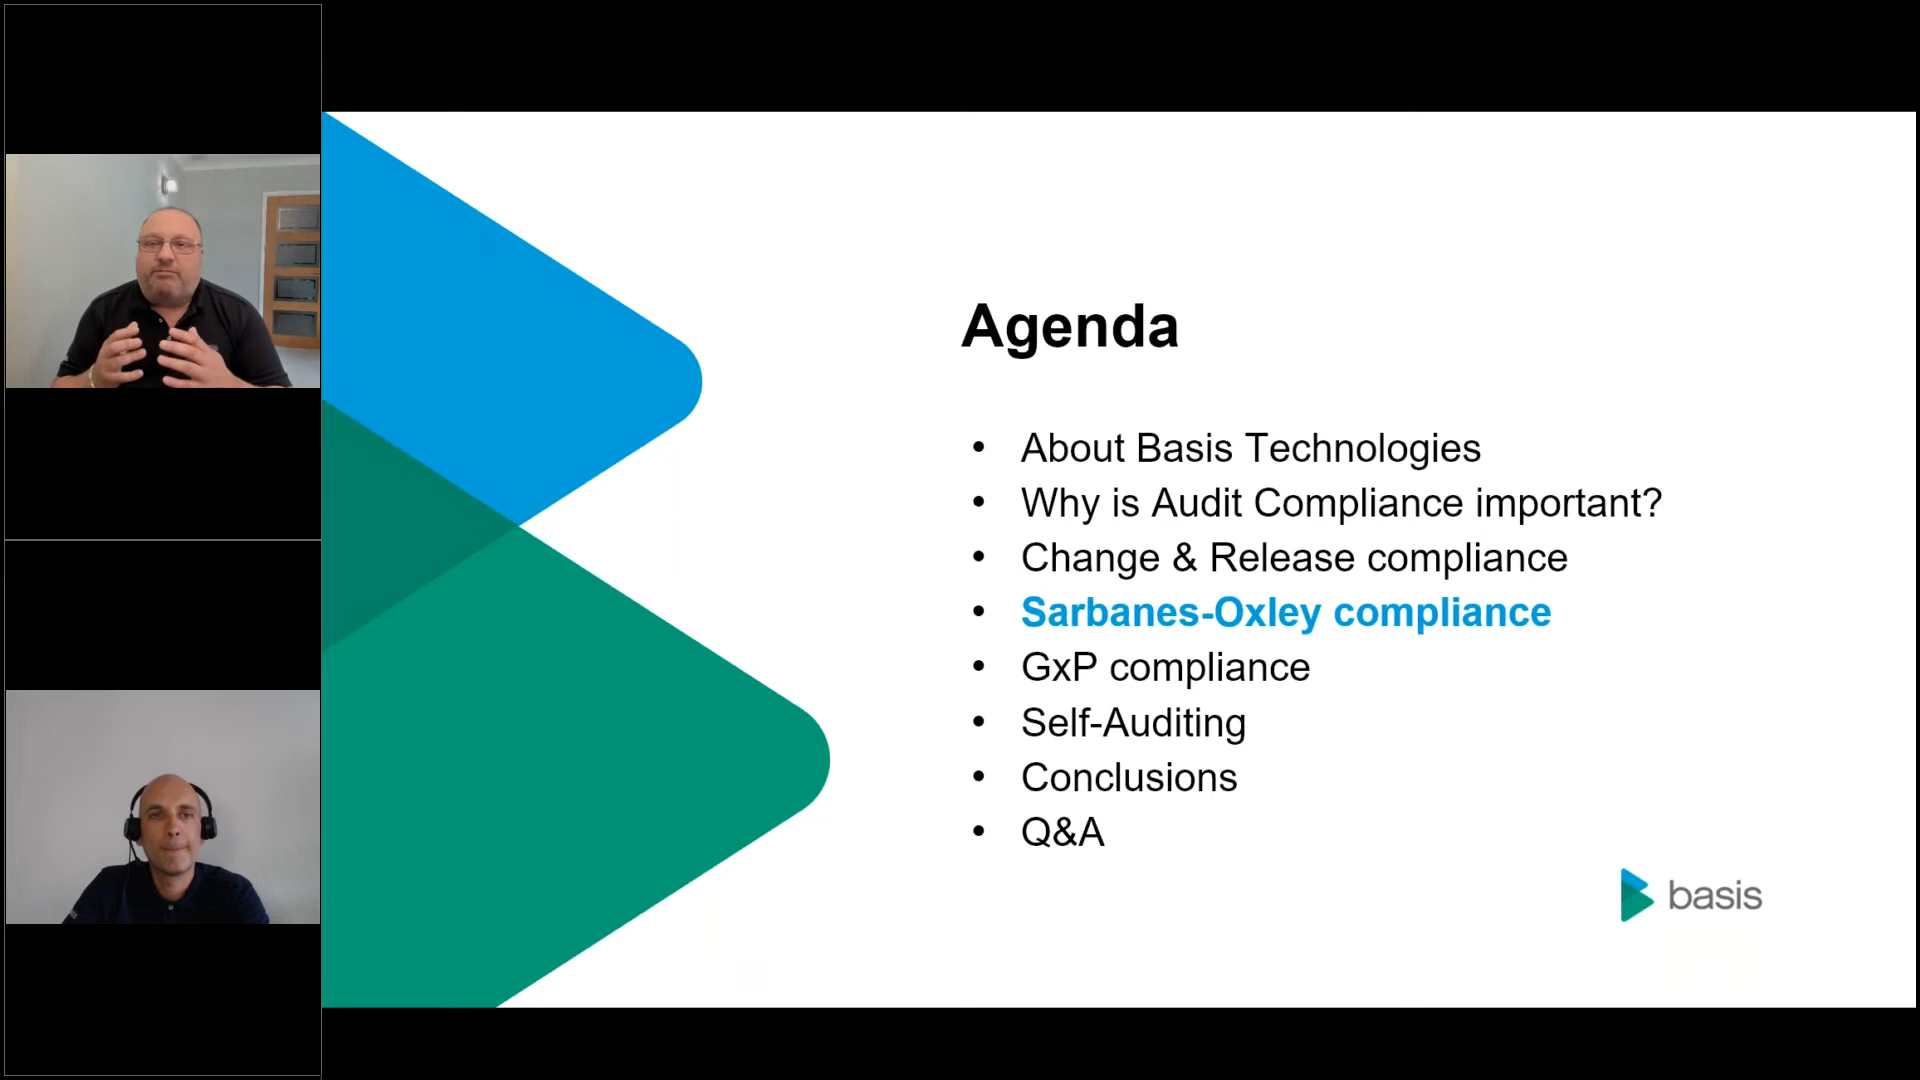 Agenda
• About Basis Technologies
• Why is Audit Compliance important?
• Change & Release compliance
• Sarbanes-Oxley compliance
• GxP compliance
• Self-Auditing
• Conclusions
• Q&A
basis